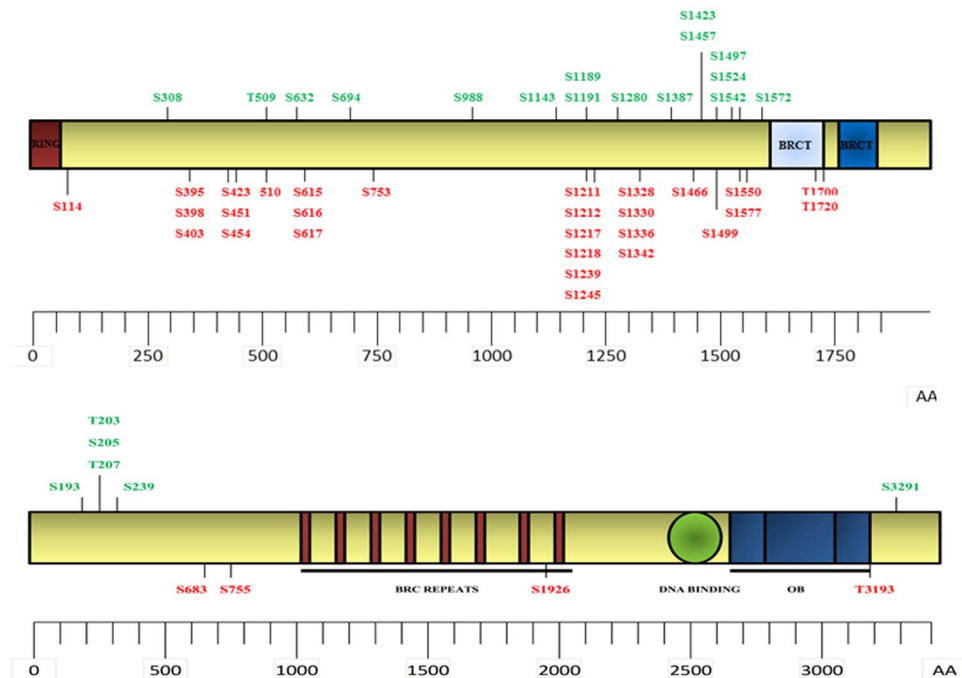 S1423
S1457
S1497
S1189 S1524
S308 T509 S632 S694 S988 S1143 S1191 S1280 S1387 S1542 S1572
RING BRCT BRCT
S395 S423 510 S615 S753 S1211 S1328 S1466 S1550 T1700
S114 S398 S451 S616 S1212 S1330 S1577 T1720
S403 S454 S617 S1217 S1336 S1499
S1218 S1342
S1239
S1245
0 250 500 750 1000 1250 1500 1750
AA
T203
S205
T207
S193 S239 S3291
S683 S755 BRC REPEATS S1926 DNA BINDING OB T3193
0 500 1000 1500 2000 2500 3000 AA